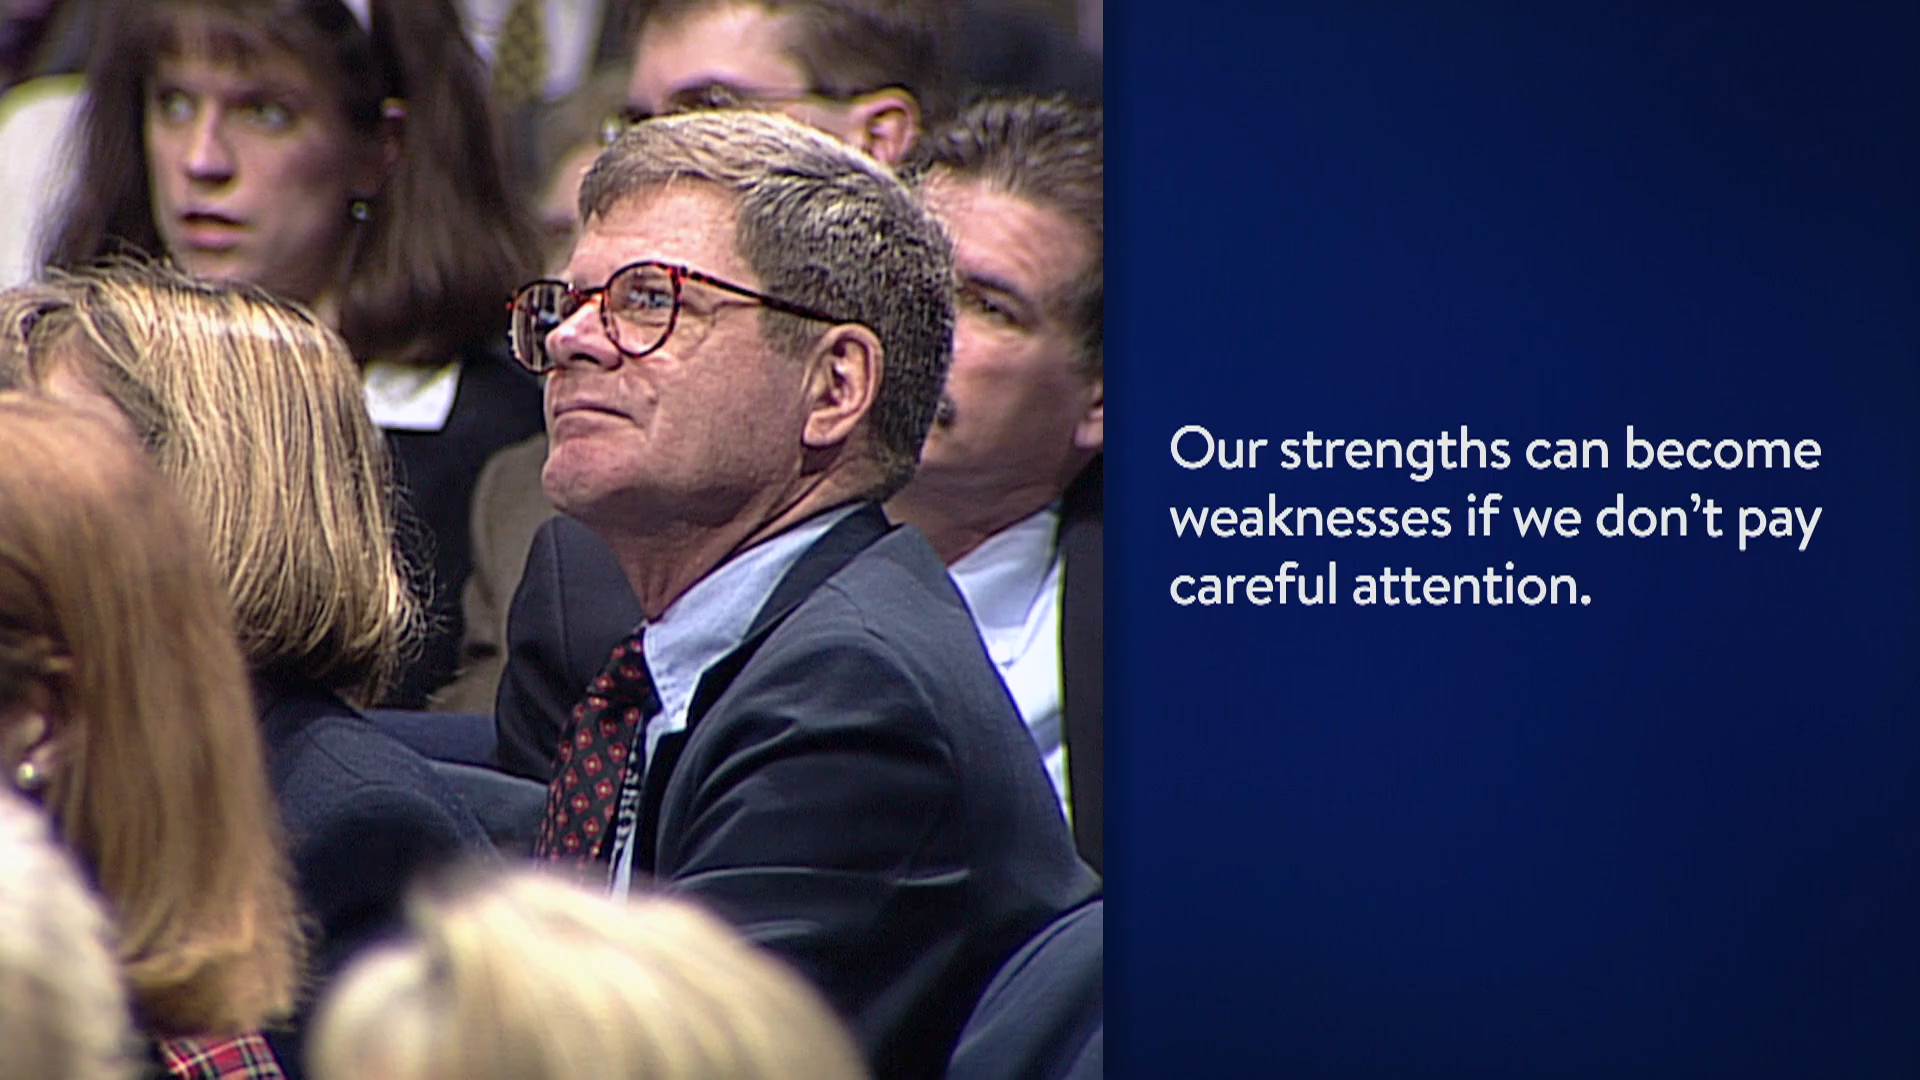 Our strengths can become
weaknesses if we don’t pay
careful attention.